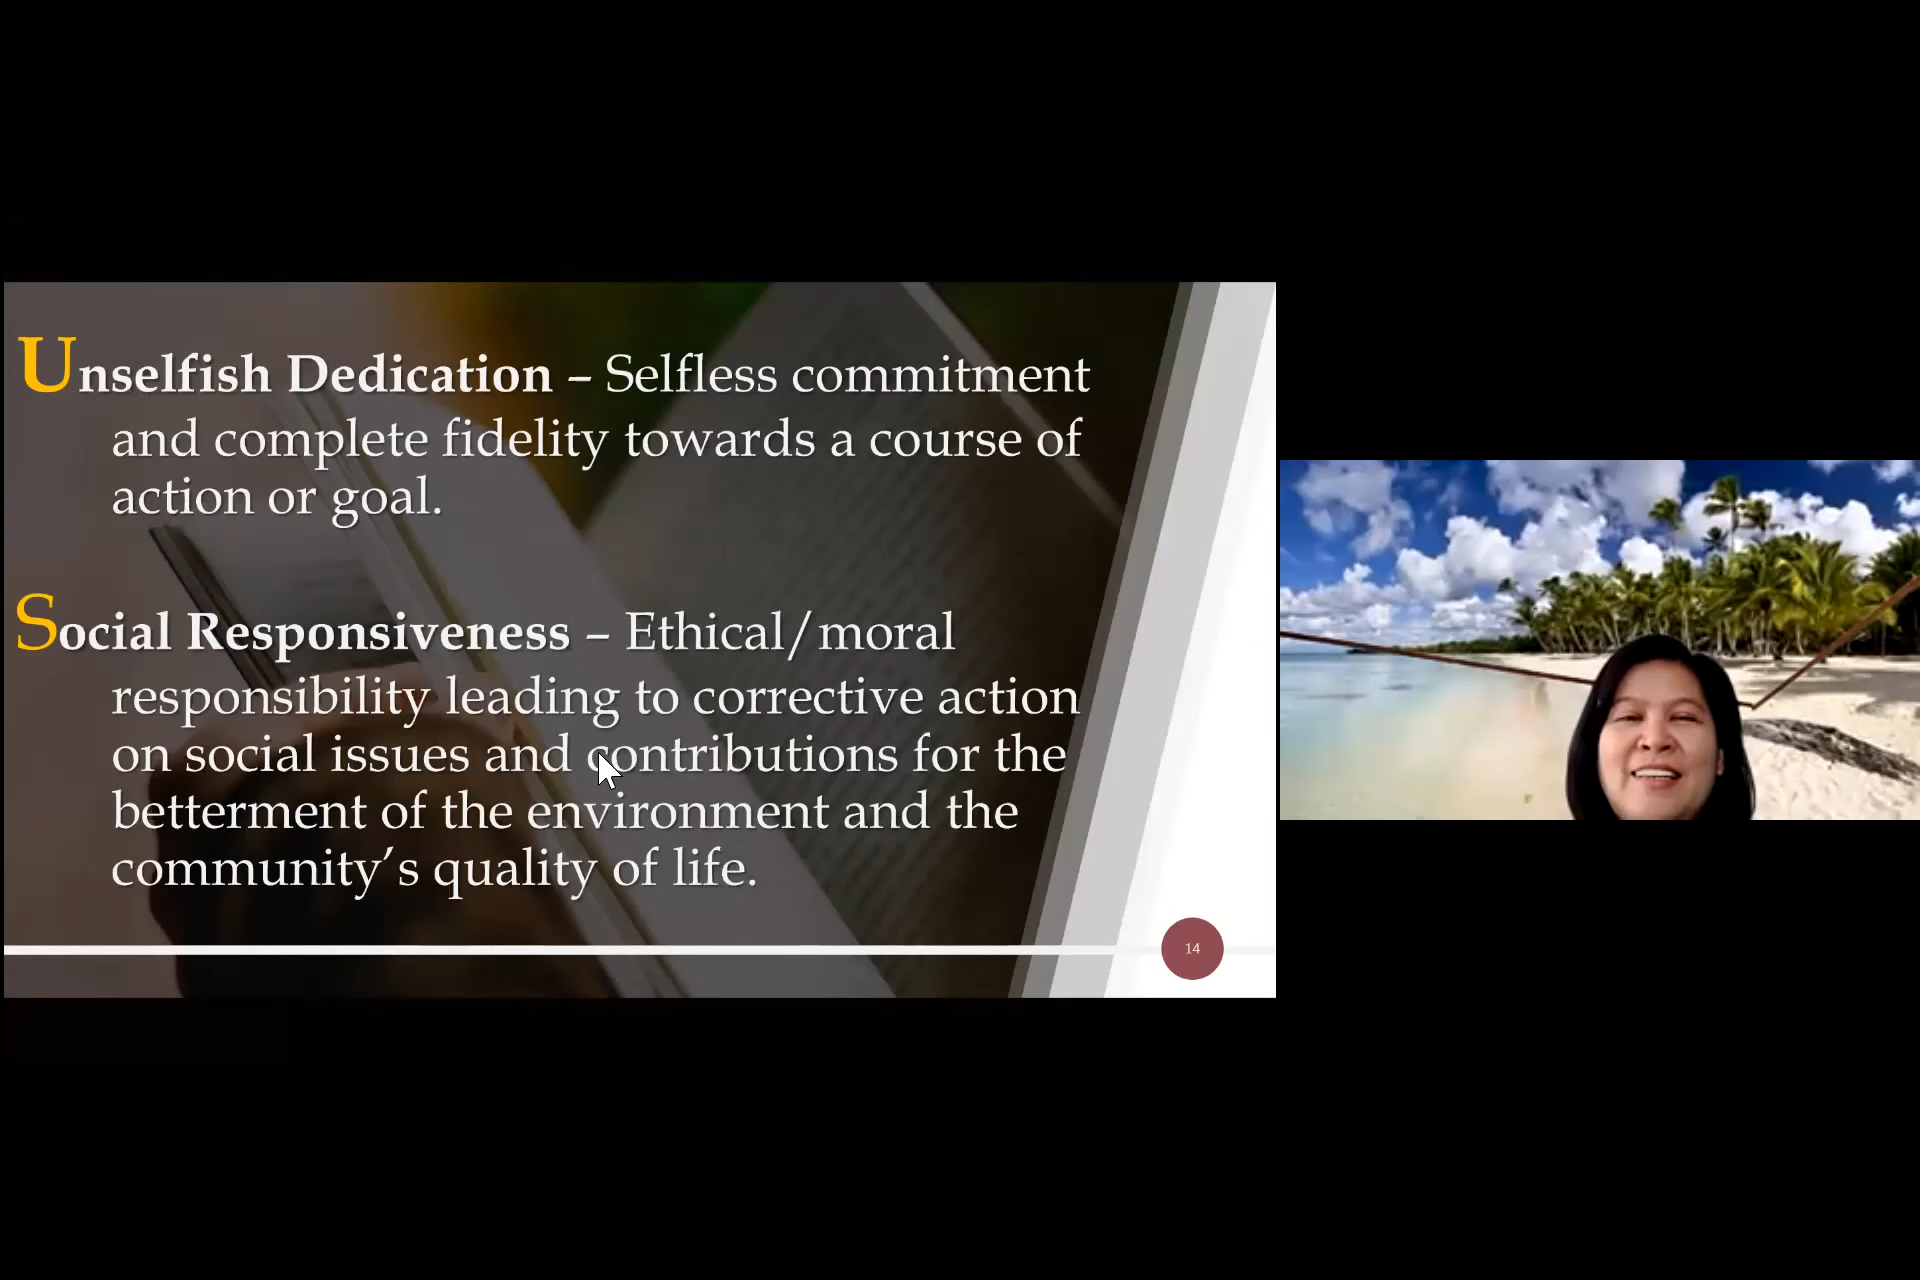 Unselfish Dedication – Selfless commitment
and complete fidelity towards a course of
action or goal.
Social Responsiveness – Ethical/moral
responsibility leading to corrective action
on social issues and contributions for the
betterment of the environment and the
community’s quality of life.
14